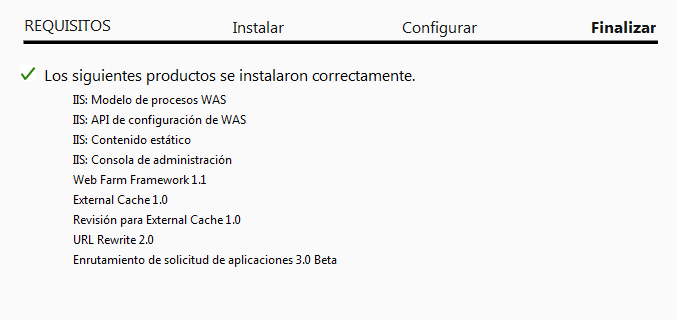 REQUISITOS Instalar Configurar Finalizar
Los siguientes productos se instalaron correctamente.
IIS: Modelo de procesos WAS
IIS: API de configuración de WAS
IIS: Contenido estático
IIS: Consola de administración
Web Farm Framework 1.1
External Cache 1.0
Revisión para External Cache 1.0
URL Rewrite 2.0
Enrutamiento de solicitud de aplicaciones 3.0 Beta